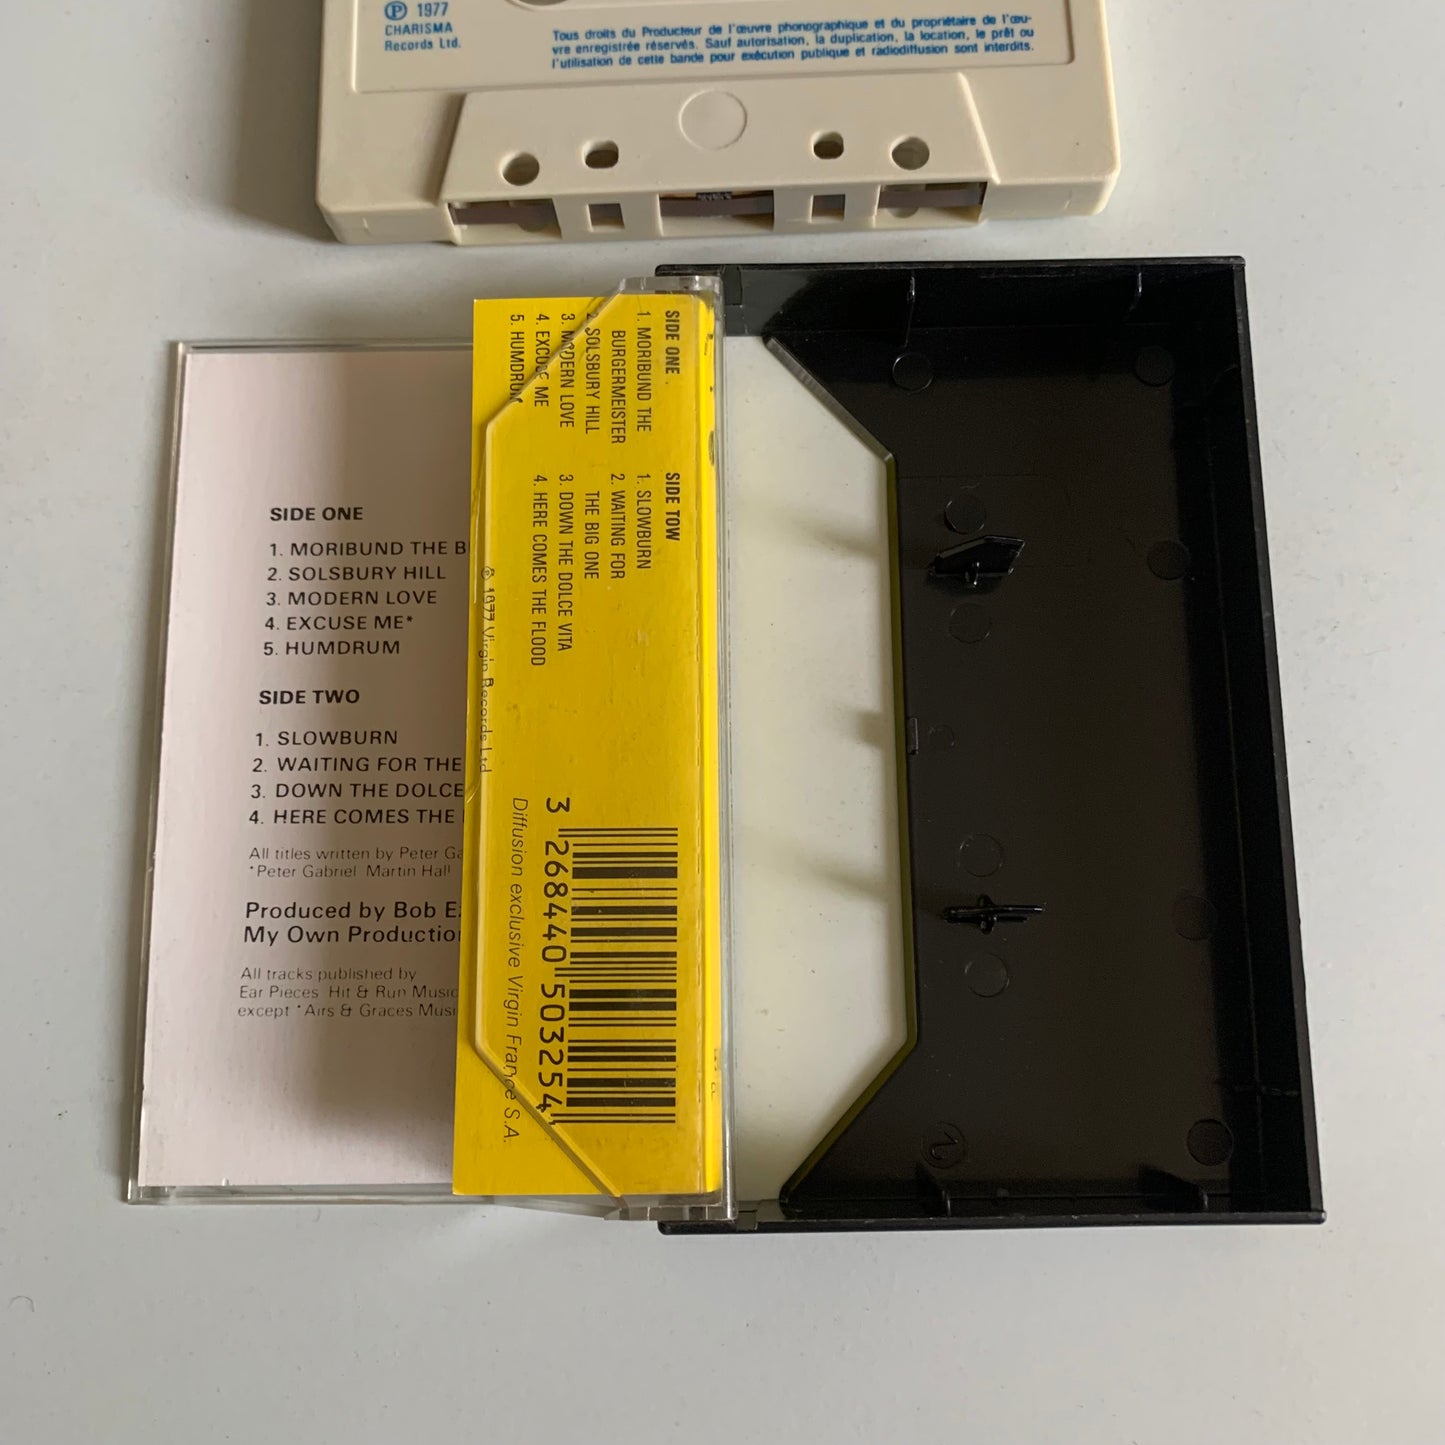 ℗ 1977
CHARISMA
Records Ltd.
Tous droits du Producteur de l'œuvre phonographique et du propriétaire de l'œu-
vre enregistrée réservés. Sauf autorisation, la duplication, la location, le prêt ou
l'utilisation de cette bande pour exécution publique et radiodiffusion sont interdits.
SIDE ONE
1. MORIBUND THE B
2. SOLSBURY HILL
3. MODERN LOVE
4. EXCUSE ME*
5. HUMDRUM
SIDE TWO
1. SLOWBURN
2. WAITING FOR THE
3. DOWN THE DOLCE
4. HERE COMES THE
All titles written by Peter Ga
*Peter Gabriel Martin Hall
Produced by Bob E
My Own Production
All tracks published by
Ear Pieces Hit & Run Music
except *Airs & Graces Musi
SIDE ONE.
1. MORIBUND THE
BURGERMEISTER
2. SOLSBURY HILL
3. MODERN LOVE
4. EXCUSE ME
5. HUMDRUM
SIDE TOW
1. SLOWBURN
2. WAITING FOR
THE BIG ONE
3. DOWN THE DOLCE VITA
4. HERE COMES THE FLOOD
℗ 1977 Virgin Records Ltd
3 268440 503254
Diffusion exclusive Virgin France S.A.
2